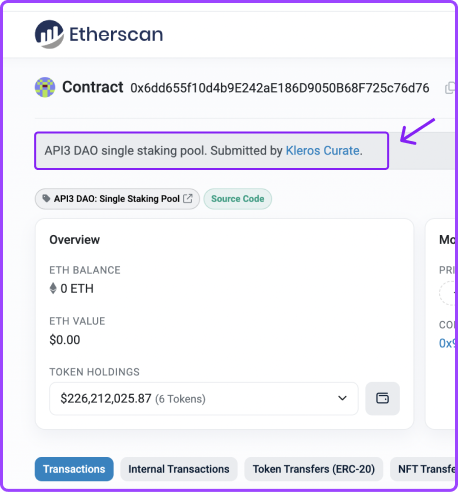 Etherscan
Contract 0x6dd655f10d4b9E242aE186D9050B68F725c76d76
API3 DAO single staking pool. Submitted by Kleros Curate.
API3 DAO: Single Staking Pool Source Code
Overview
ETH BALANCE
0 ETH
ETH VALUE
$0.00
TOKEN HOLDINGS
$226,212,025.87 (6 Tokens)
Mo
PRI
CO
0x9
Transactions Internal Transactions Token Transfers (ERC-20) NFT Transfe